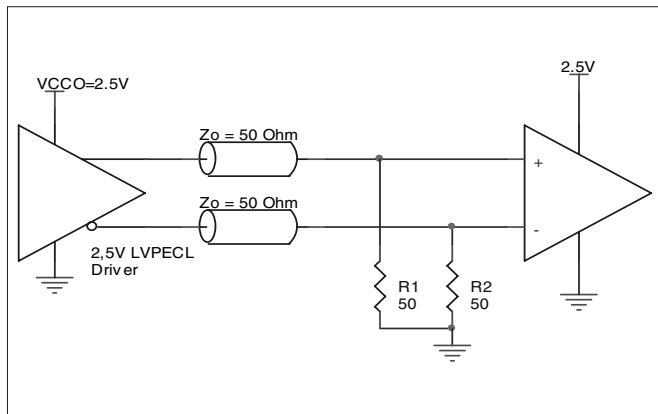 VCCO=2.5V
2.5V
Zo = 50 Ohm
+
Zo = 50 Ohm
-
2,5V LVPECL
Driver
R1
50
R2
50